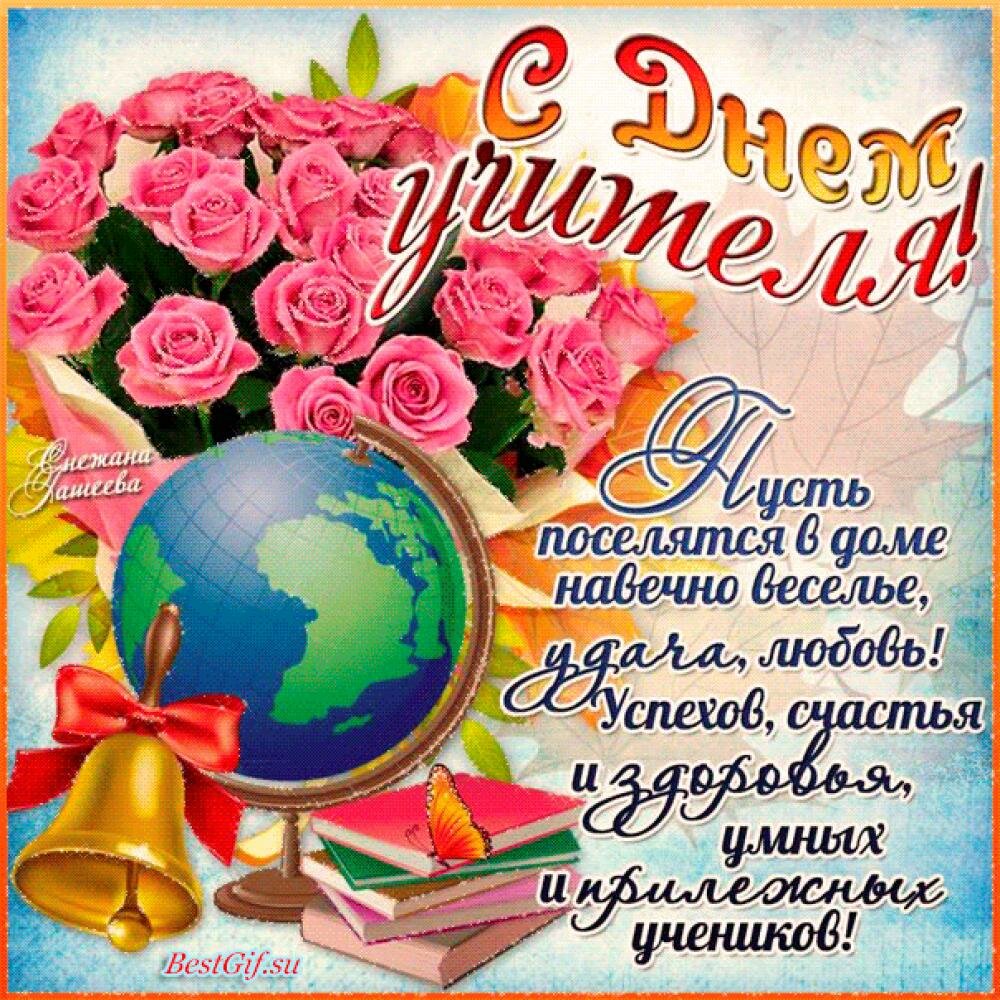 С Днем
учителя!
Пусть
поселятся в доме
навечно веселье,
удача, любовь!
Успехов, счастья
и здоровья,
умных
и прилежных
учеников!
Снежана
Гашеева
BestGif.su